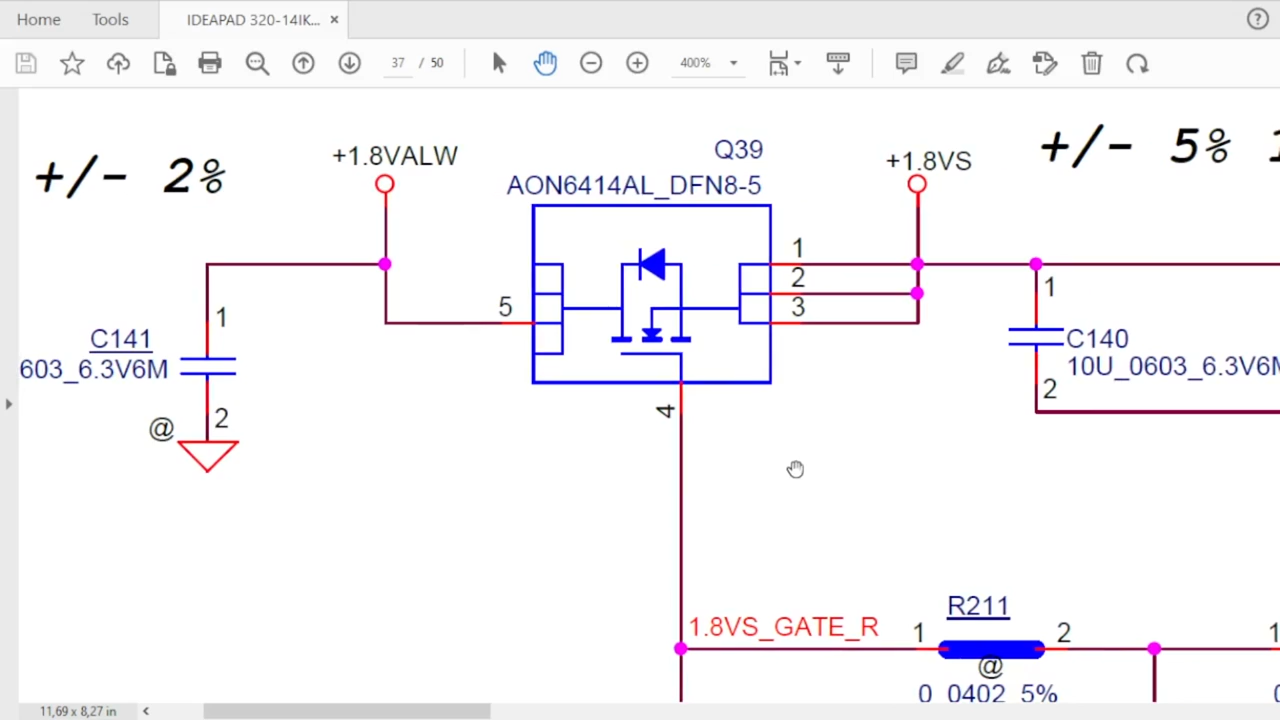 Home Tools IDEAPAD 320-14IK... ×
37 / 50 400%
+/- 2%
+1.8VALW
Q39
AON6414AL_DFN8-5
+1.8VS
+/- 5% 1
1
2
3
5
4
1
C141
603_6.3V6M
2
@
1
C140
10U_0603_6.3V6M
2
R211
1.8VS_GATE_R
1
2
1
@
0_0402_5%
11,69 x 8,27 in